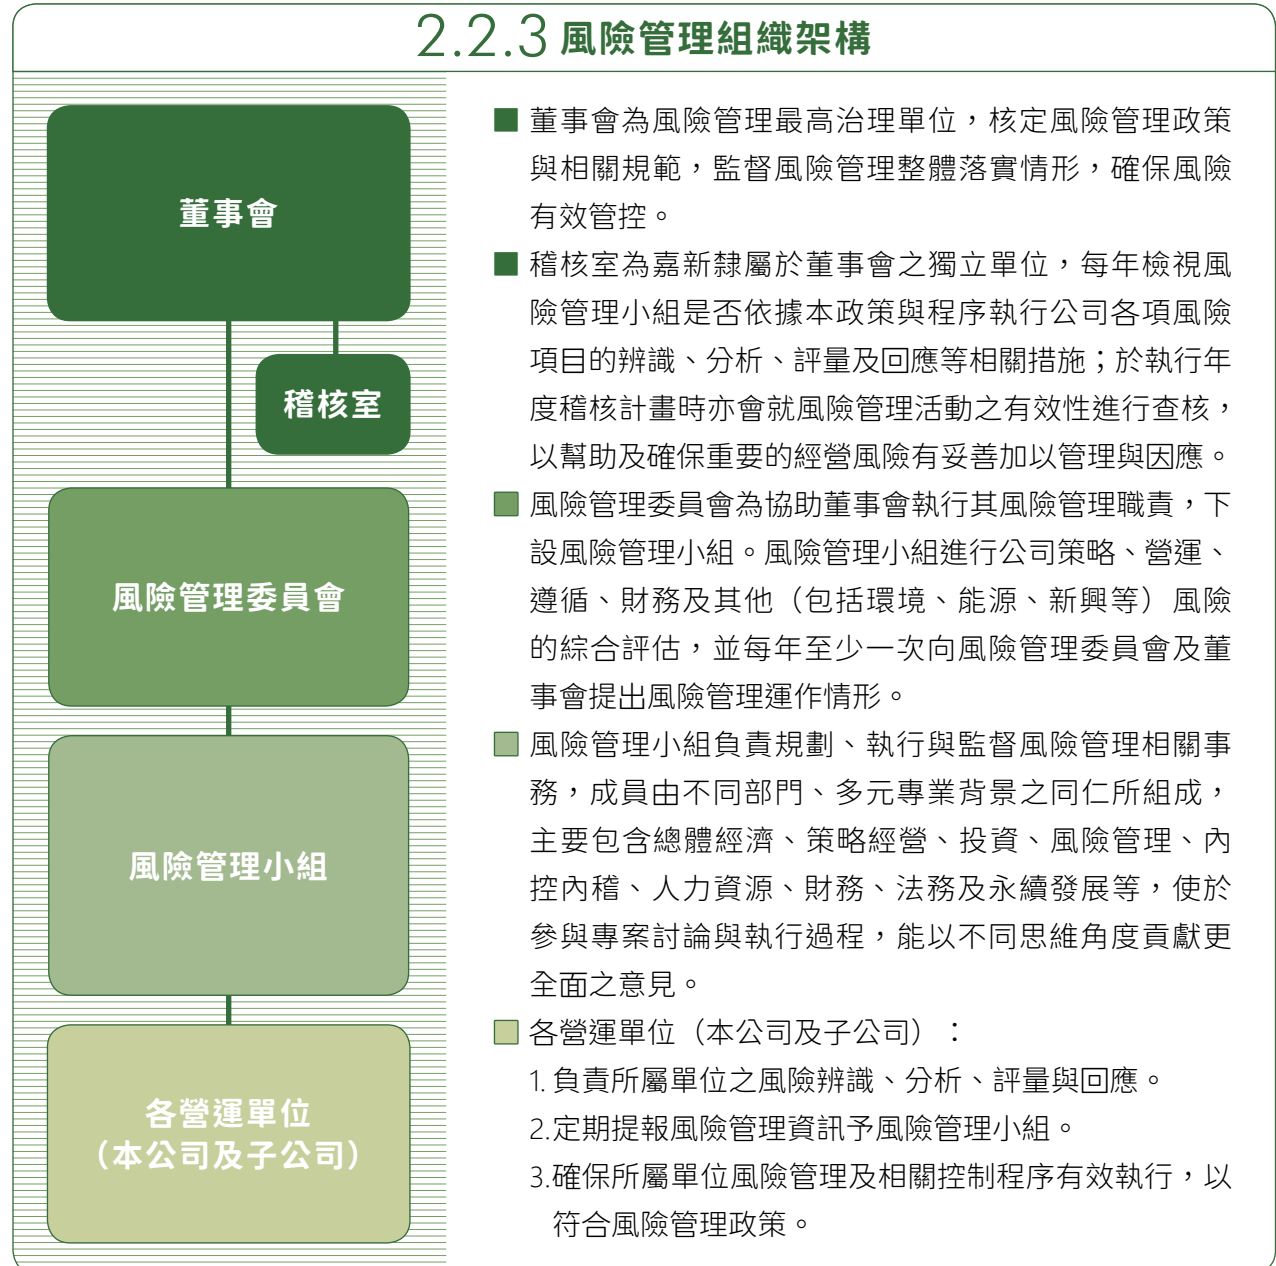 2.2.3 風險管理組織架構
董事會
稽核室
風險管理委員會
風險管理小組
各營運單位
（本公司及子公司）
董事會為風險管理最高治理單位，核定風險管理政策
與相關規範，監督風險管理整體落實情形，確保風險
有效管控。
稽核室為嘉新隸屬於董事會之獨立單位，每年檢視風
險管理小組是否依據本政策與程序執行公司各項風險
項目的辨識、分析、評量及回應等相關措施；於執行年
度稽核計畫時亦會就風險管理活動之有效性進行查核，
以幫助及確保重要的經營風險有妥善加以管理與因應。
風險管理委員會為協助董事會執行其風險管理職責，下
設風險管理小組。風險管理小組進行公司策略、營運、
遵循、財務及其他（包括環境、能源、新興等）風險
的綜合評估，並每年至少一次向風險管理委員會及董
事會提出風險管理運作情形。
風險管理小組負責規劃、執行與監督風險管理相關事
務，成員由不同部門、多元專業背景之同仁所組成，
主要包含總體經濟、策略經營、投資、風險管理、內
控內稽、人力資源、財務、法務及永續發展等，使於
參與專案討論與執行過程，能以不同思維角度貢獻更
全面之意見。
各營運單位（本公司及子公司）：
1. 負責所屬單位之風險辨識、分析、評量與回應。
2.定期提報風險管理資訊予風險管理小組。
3.確保所屬單位風險管理及相關控制程序有效執行，以
符合風險管理政策。